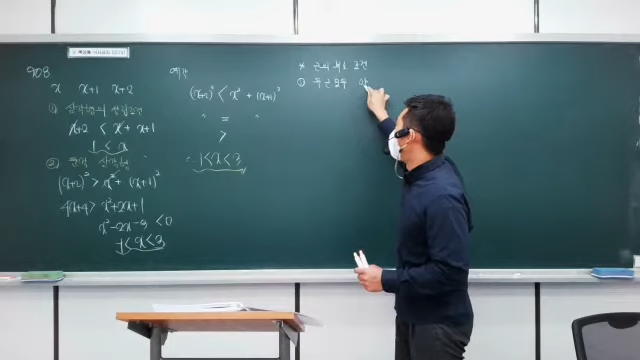 908
x x+1 x+2
① 삼각형의 성립조건
x+2 < x + x+1
1 < x
② 둔각 삼각형
(x+2)² > x² + (x+1)²
4x+4 > x²+2x+1
x²-2x-3 < 0
-1<x<3
예각
(x+2)² < x² + (x+1)²
" = "
>
∴ 1<x<3
* 근의 부호 조건
① 두근 모두